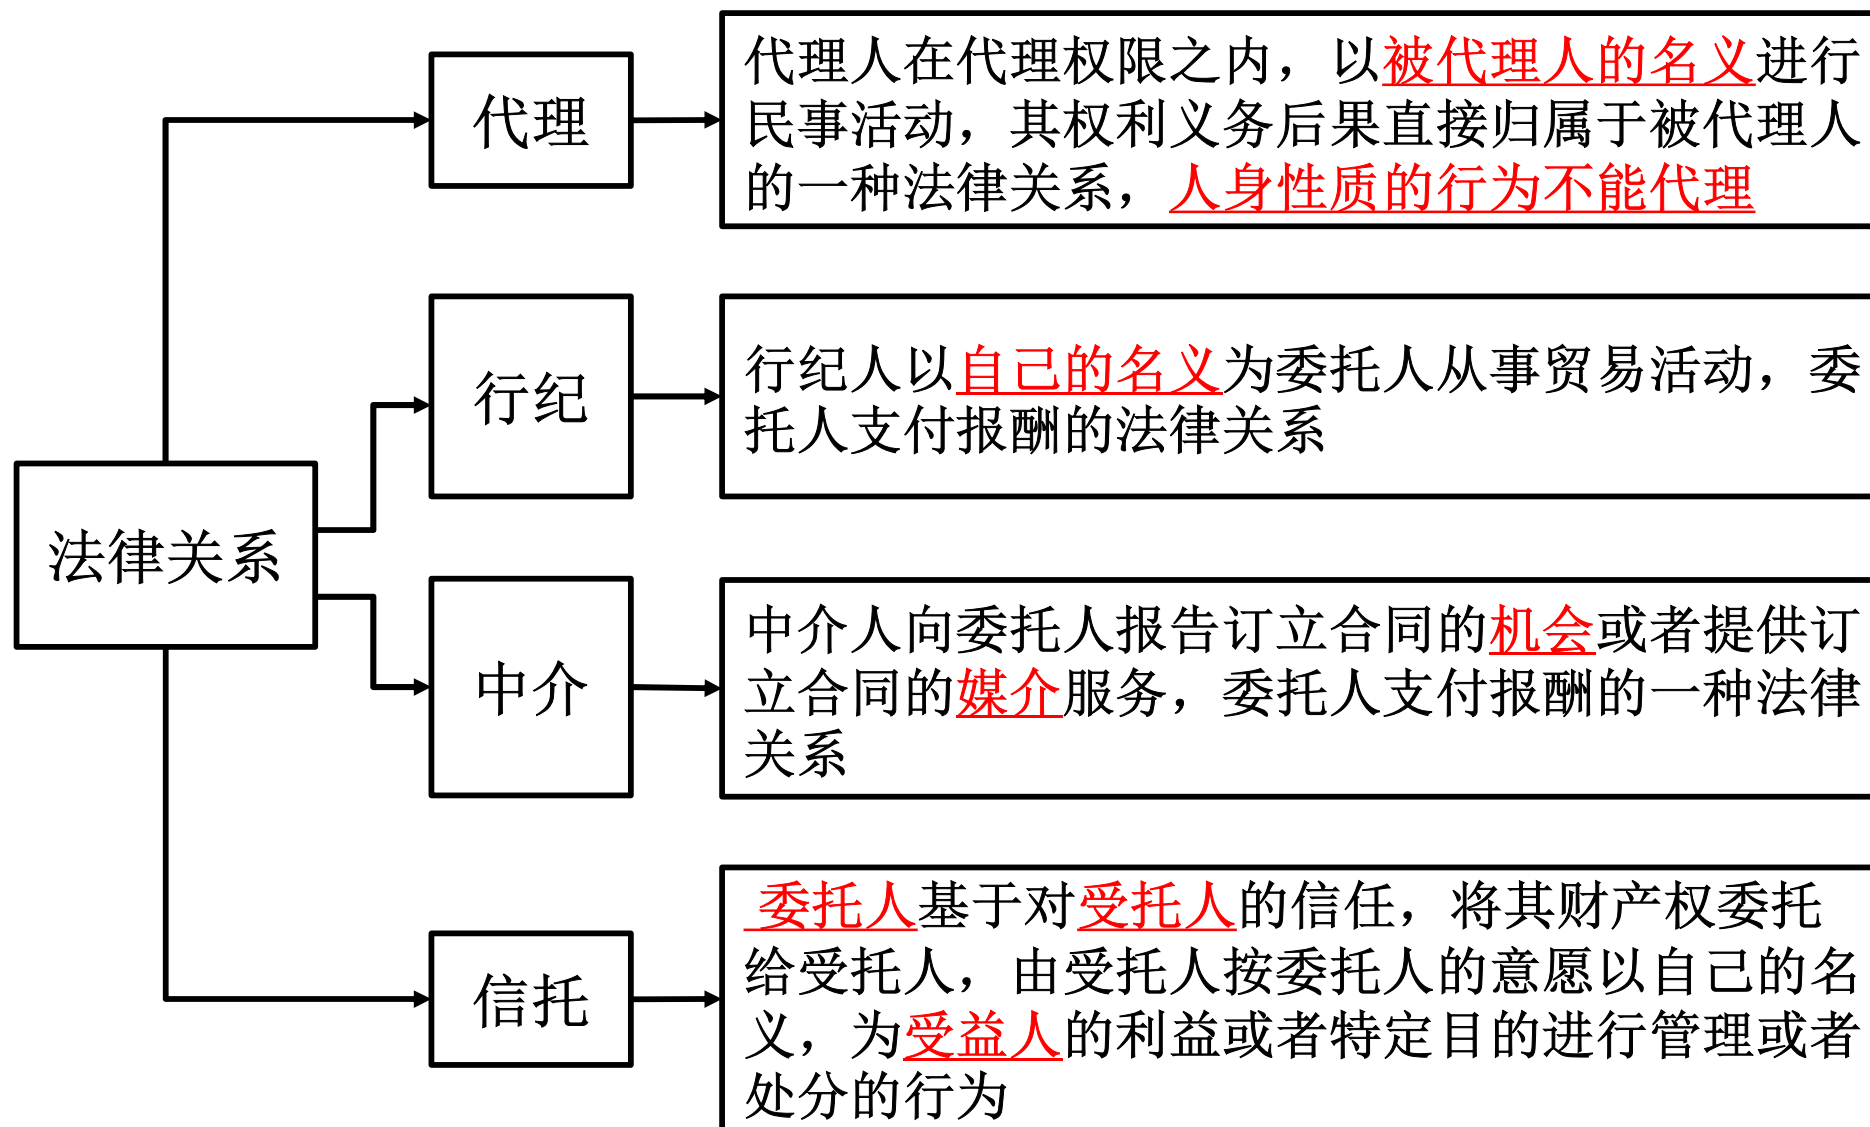 代理
代理人在代理权限之内，以被代理人的名义进行
民事活动，其权利义务后果直接归属于被代理人
的一种法律关系，人身性质的行为不能代理
行纪
行纪人以自己的名义为委托人从事贸易活动，委
托人支付报酬的法律关系
法律关系
中介
中介人向委托人报告订立合同的机会或者提供订
立合同的媒介服务，委托人支付报酬的一种法律
关系
信托
委托人基于对受托人的信任，将其财产权委托
给受托人，由受托人按委托人的意愿以自己的名
义，为受益人的利益或者特定目的进行管理或者
处分的行为